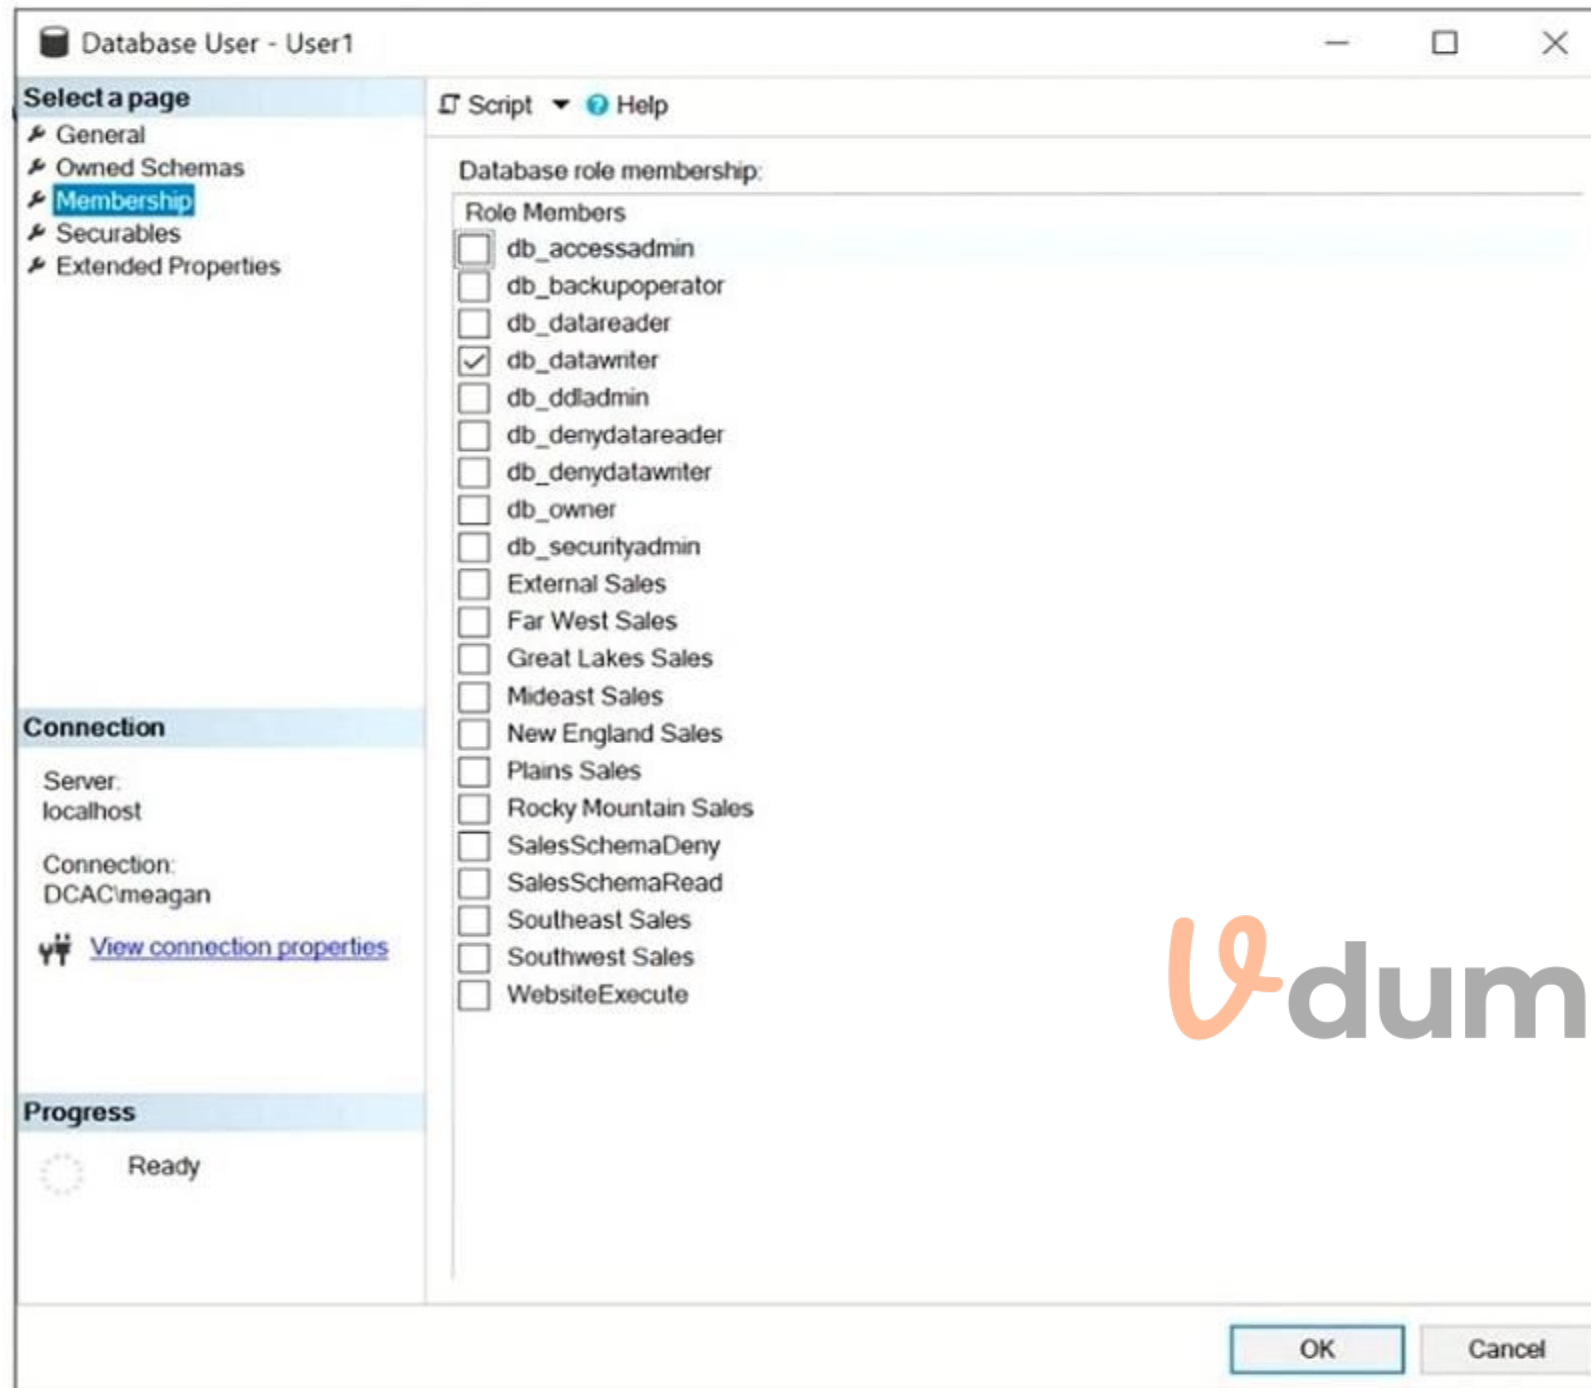 Database User - User1
Select a page
General
Owned Schemas
Membership
Securables
Extended Properties
Script
Help
Database role membership:
Role Members
db_accessadmin
db_backupoperator
db_datareader
db_datawriter
db_ddladmin
db_denydatareader
db_denydatawriter
db_owner
db_securityadmin
External Sales
Far West Sales
Great Lakes Sales
Mideast Sales
New England Sales
Plains Sales
Rocky Mountain Sales
SalesSchemaDeny
SalesSchemaRead
Southeast Sales
Southwest Sales
WebsiteExecute
Connection
Server:
localhost
Connection:
DCAC\meagan
View connection properties
Progress
Ready
Vdum
OK
Cancel